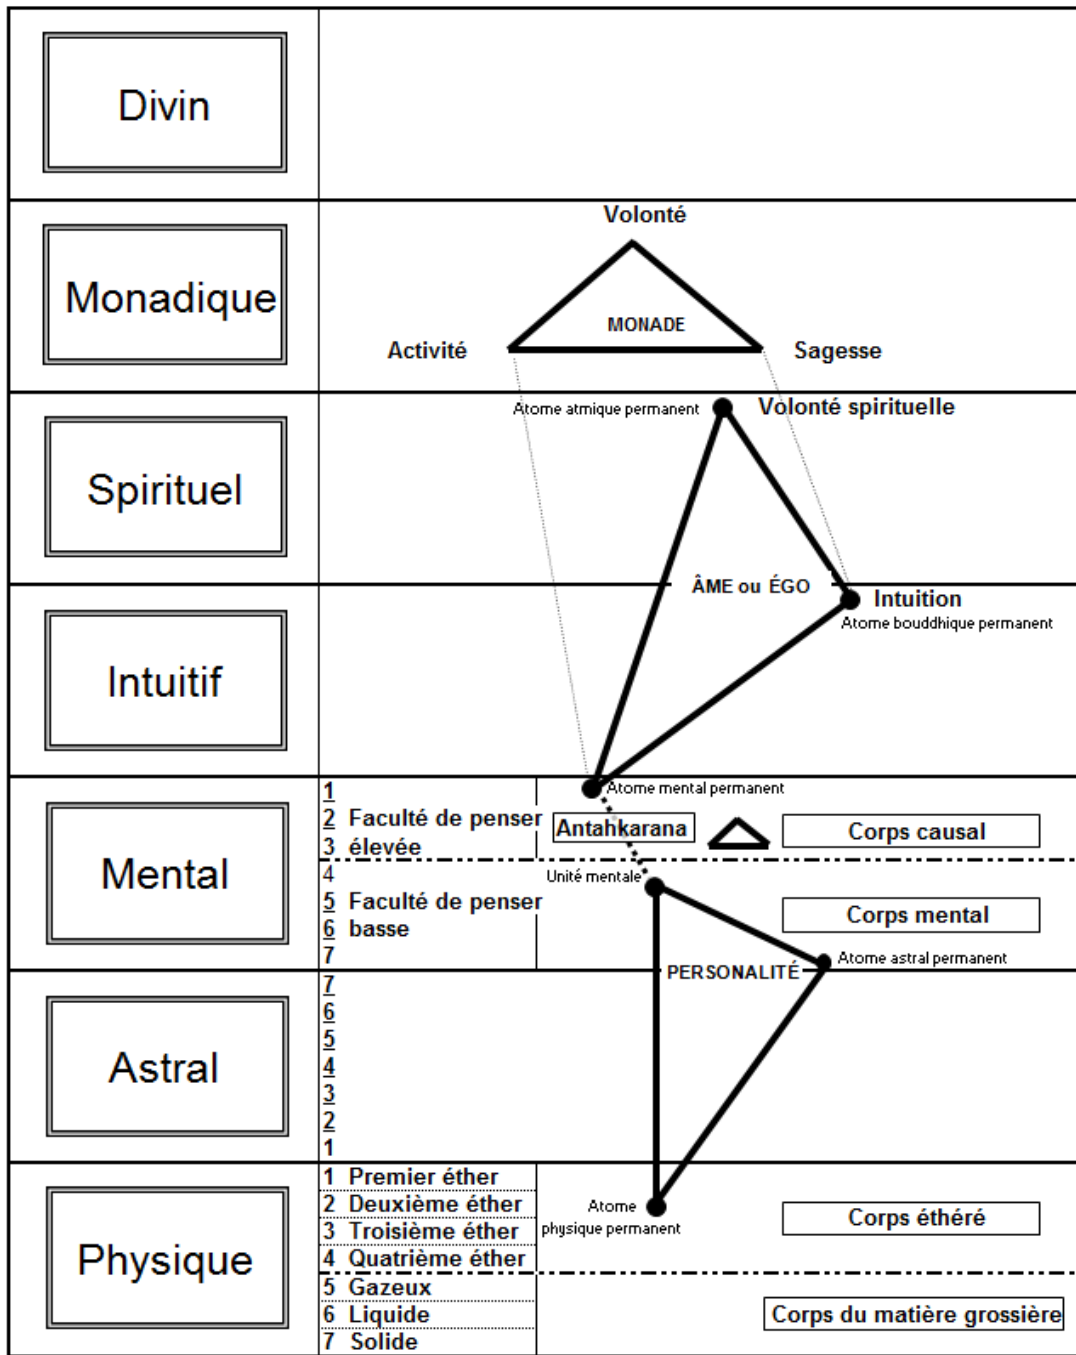 Divin
Monadique
Volonté
MONADE
Activité
Sagesse
Spirituel
Atome atmique permanent
Volonté spirituelle
ÂME ou ÉGO
Intuition
Atome bouddhique permanent
Intuitif
Mental
1
2 Faculté de penser
3 élevée
Atome mental permanent
Antahkarana
Corps causal
4
5 Faculté de penser
6 basse
7
Unité mentale
Corps mental
Atome astral permanent
PERSONALITÉ
Astral
7
6
5
4
3
2
1
Physique
1 Premier éther
2 Deuxième éther
3 Troisième éther
4 Quatrième éther
Atome
physique permanent
Corps éthéré
5 Gazeux
6 Liquide
7 Solide
Corps du matière grossière